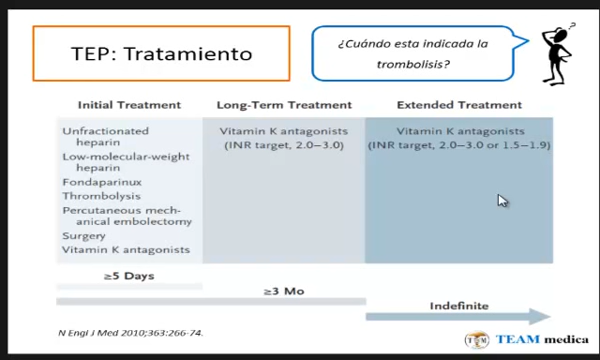 TEP: Tratamiento
¿Cuándo esta indicada la
trombolisis?
?
Initial Treatment
Long-Term Treatment
Extended Treatment
Unfractionated
heparin
Low-molecular-weight
heparin
Fondaparinux
Thrombolysis
Percutaneous mech-
anical embolectomy
Surgery
Vitamin K antagonists
Vitamin K antagonists
(INR target, 2.0–3.0)
Vitamin K antagonists
(INR target, 2.0–3.0 or 1.5–1.9)
≥5 Days
≥3 Mo
Indefinite
N Engl J Med 2010;363:266-74.
TEAM medica